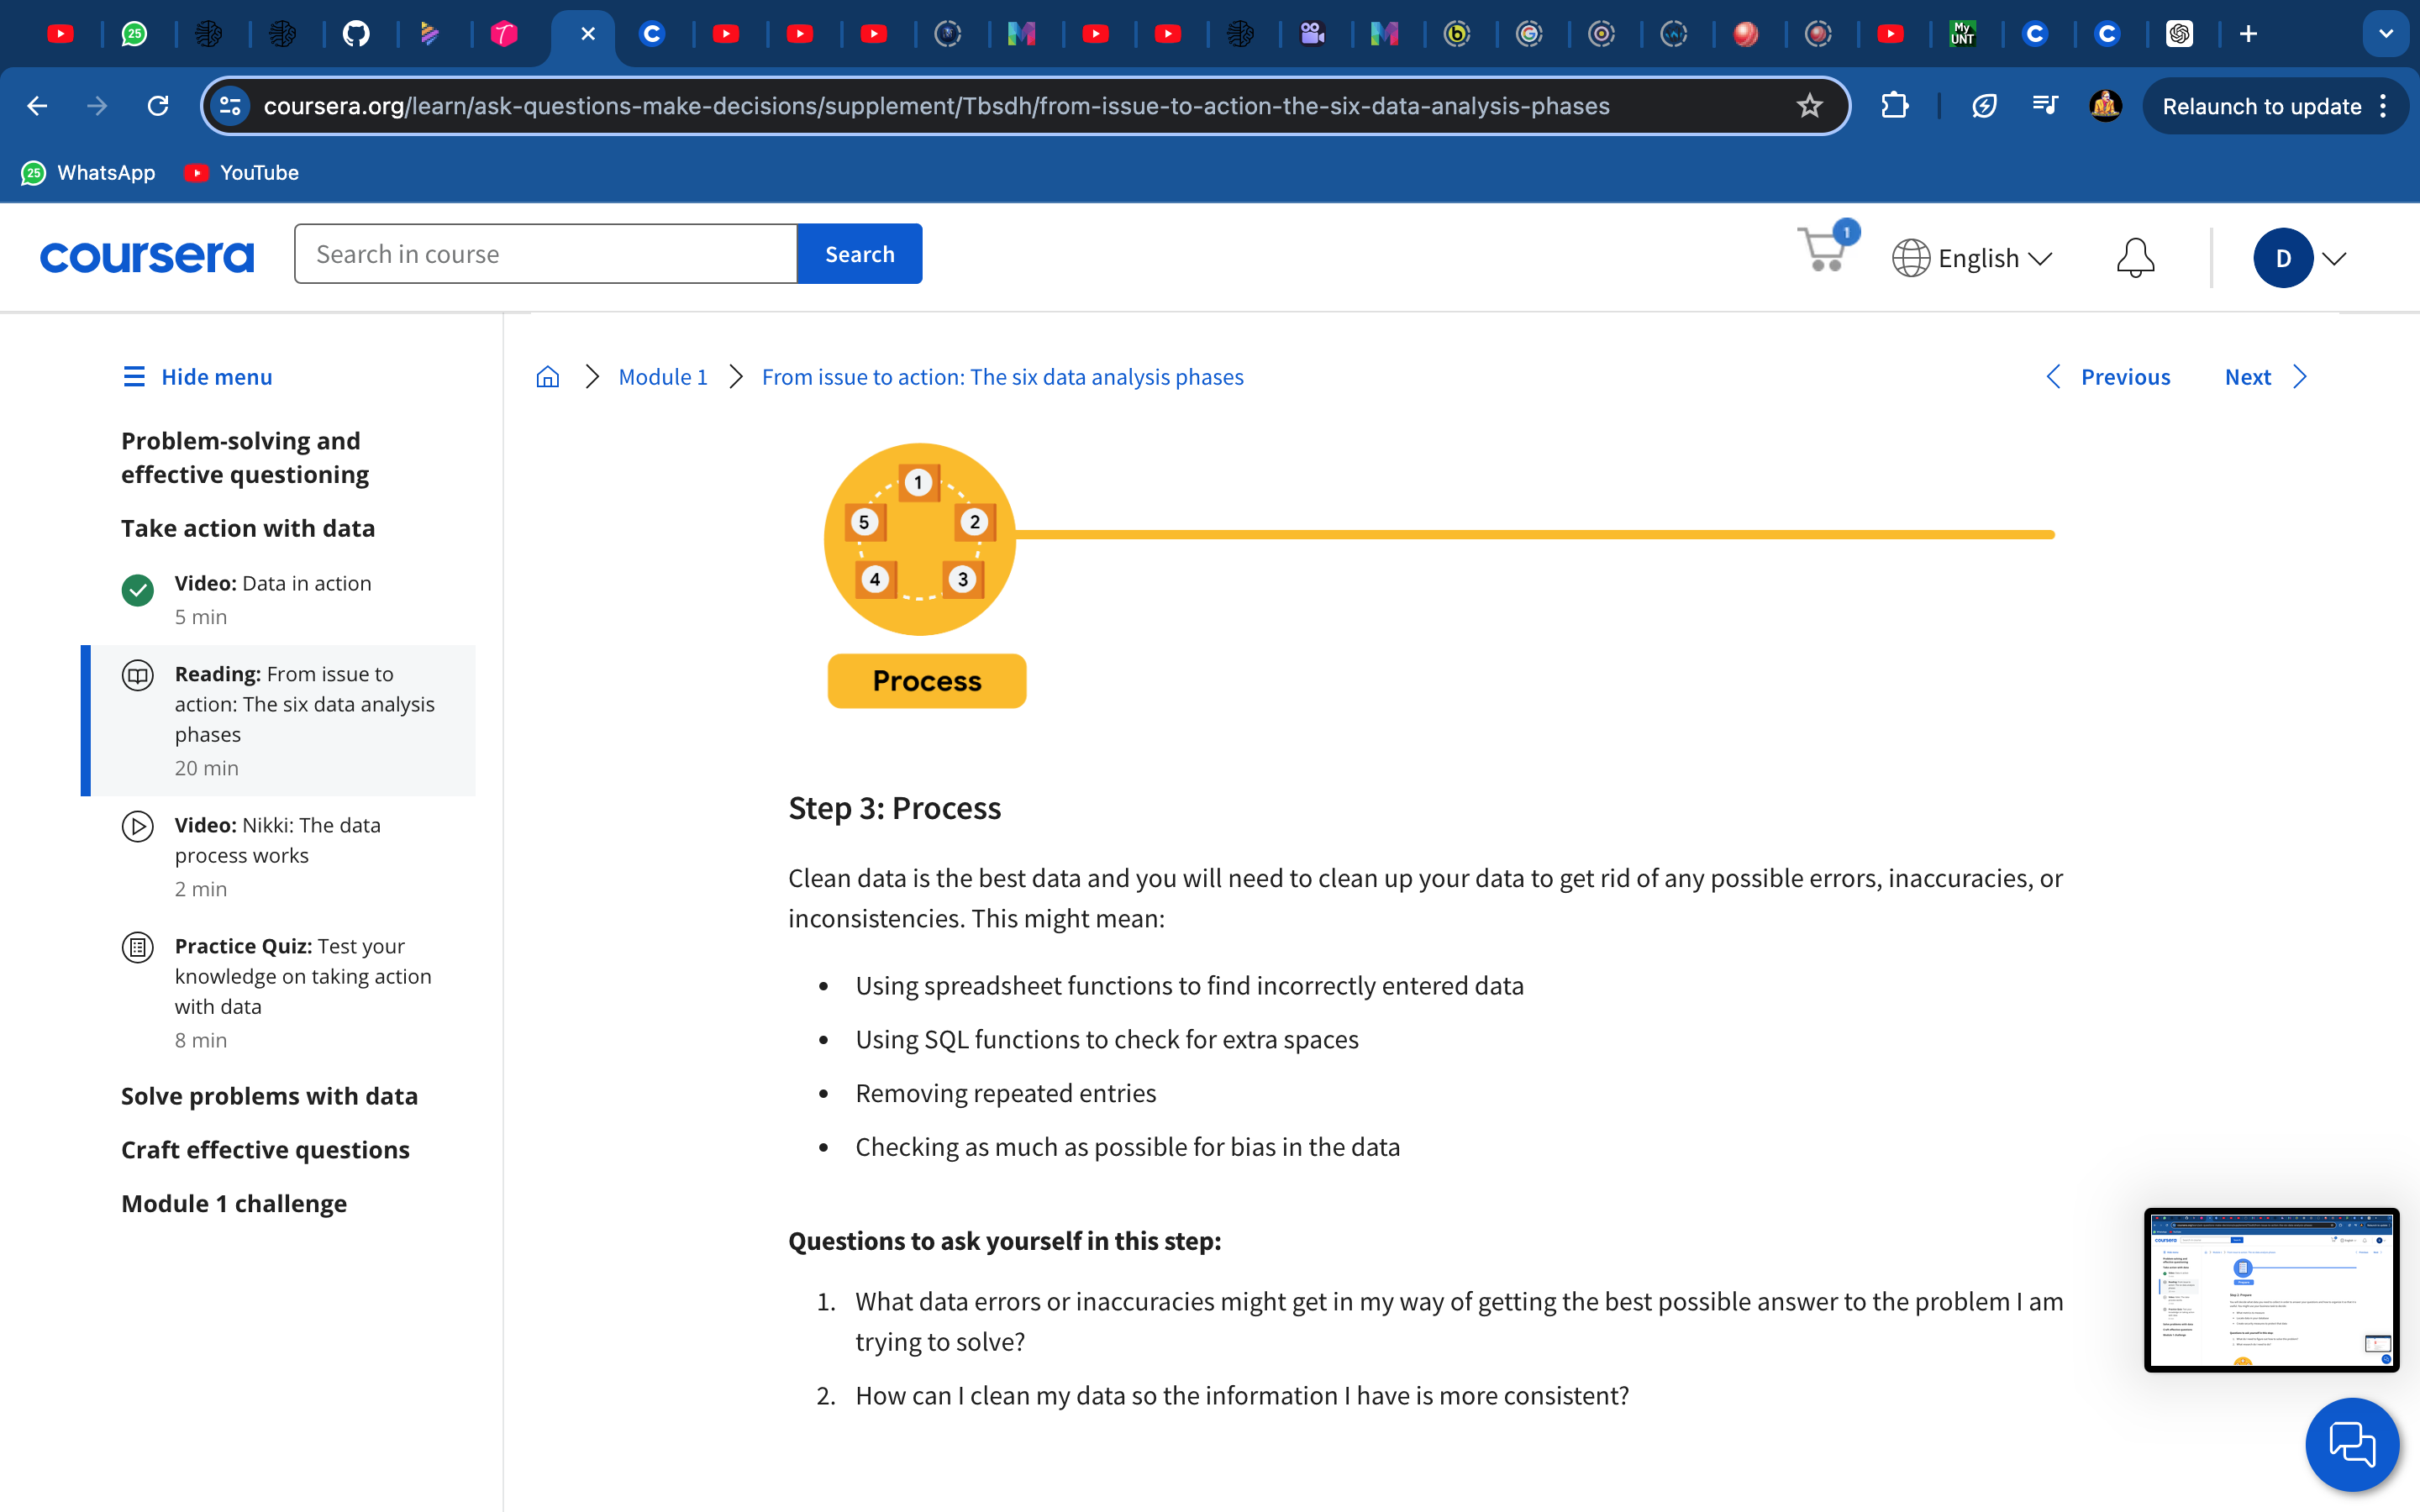 25
My
UNT
coursera.org/learn/ask-questions-make-decisions/supplement/Tbsdh/from-issue-to-action-the-six-data-analysis-phases
Relaunch to update
25 WhatsApp
YouTube
coursera
Search in course
Search
1
English
D
Hide menu
Module 1
From issue to action: The six data analysis phases
Previous
Next
Problem-solving and
effective questioning
Take action with data
Video: Data in action
5 min
Reading: From issue to
action: The six data analysis
phases
20 min
Video: Nikki: The data
process works
2 min
Practice Quiz: Test your
knowledge on taking action
with data
8 min
Solve problems with data
Craft effective questions
Module 1 challenge
1
5
2
4
3
Process
Step 3: Process
Clean data is the best data and you will need to clean up your data to get rid of any possible errors, inaccuracies, or
inconsistencies. This might mean:
• Using spreadsheet functions to find incorrectly entered data
• Using SQL functions to check for extra spaces
• Removing repeated entries
• Checking as much as possible for bias in the data
Questions to ask yourself in this step:
1. What data errors or inaccuracies might get in my way of getting the best possible answer to the problem I am
trying to solve?
2. How can I clean my data so the information I have is more consistent?
coursera